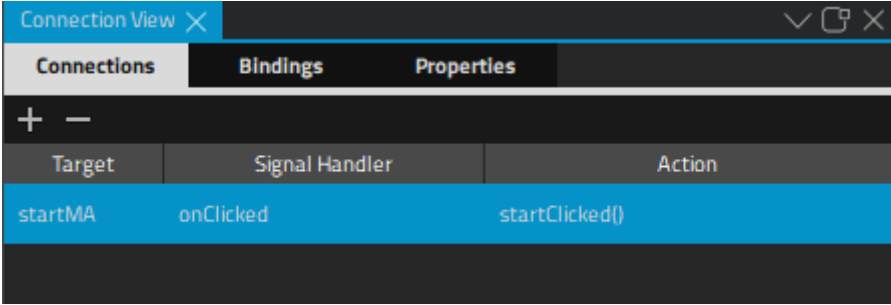 Connection View
Connections Bindings Properties
Target Signal Handler Action
startMA onClicked startClicked()